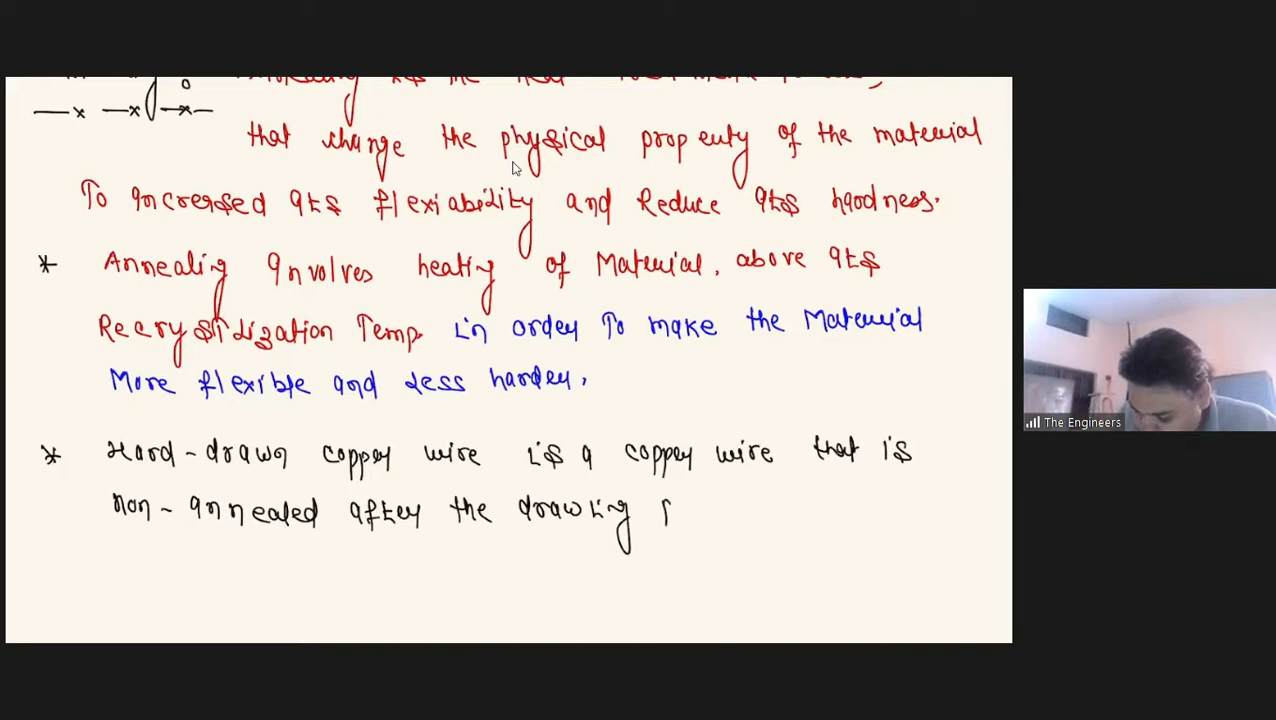 that change the physical property of the material
To increased its flexiability and Reduce its hardness.
* Annealing involves heating of Material, above its
Recrystilization Temp. in order To make the Material
More flexible and Less harder.
* Hard-drawn copper wire is a copper wire that is
non-annealed after the drawing
The Engineers